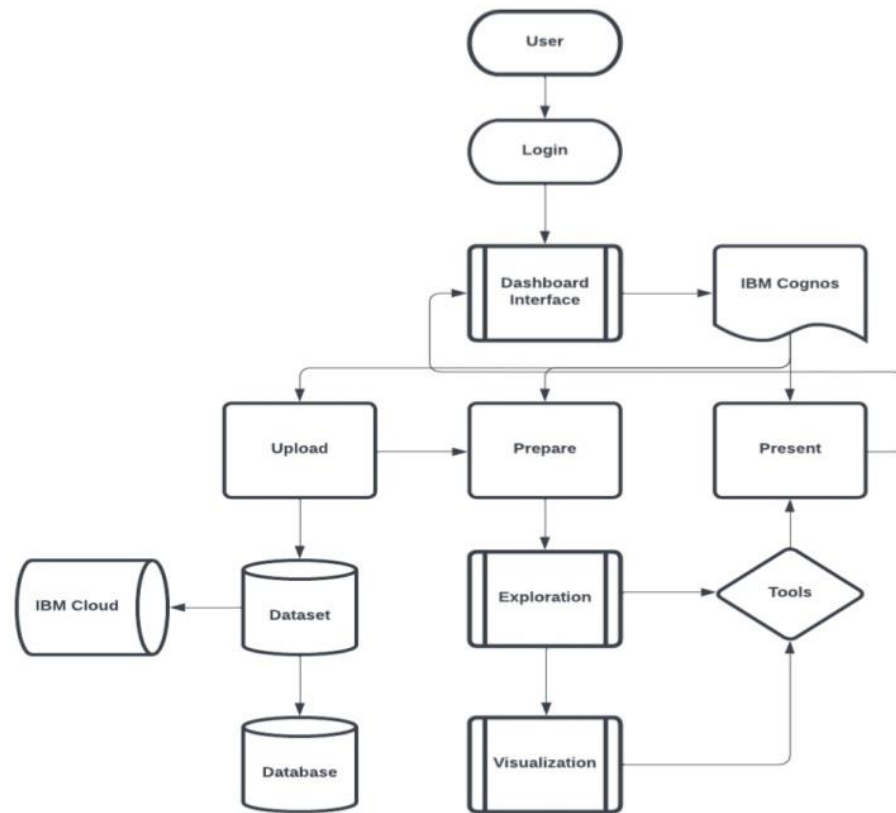 User
Login
Dashboard
Interface
IBM Cognos
Upload
Prepare
Present
IBM Cloud
Dataset
Exploration
Tools
Database
Visualization